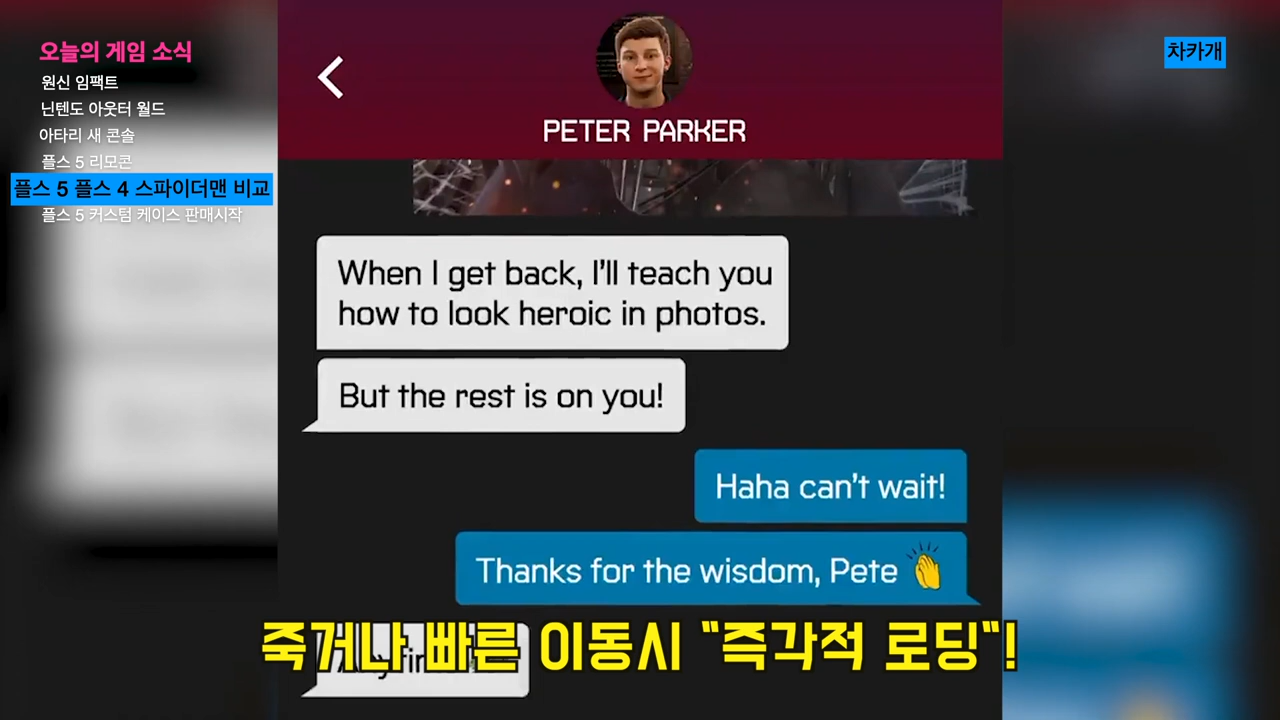 오늘의 게임 소식
원신 임팩트
닌텐도 아웃터 월드
아타리 새 콘솔
플스 5 리모콘
플스 5 플스 4 스파이더맨 비교
플스 5 커스텀 케이스 판매시작
차카개
PETER PARKER
When I get back, I'll teach you
how to look heroic in photos.
But the rest is on you!
Haha can't wait!
Thanks for the wisdom, Pete 👏
죽거나 빠른 이동시 "즉각적 로딩"!